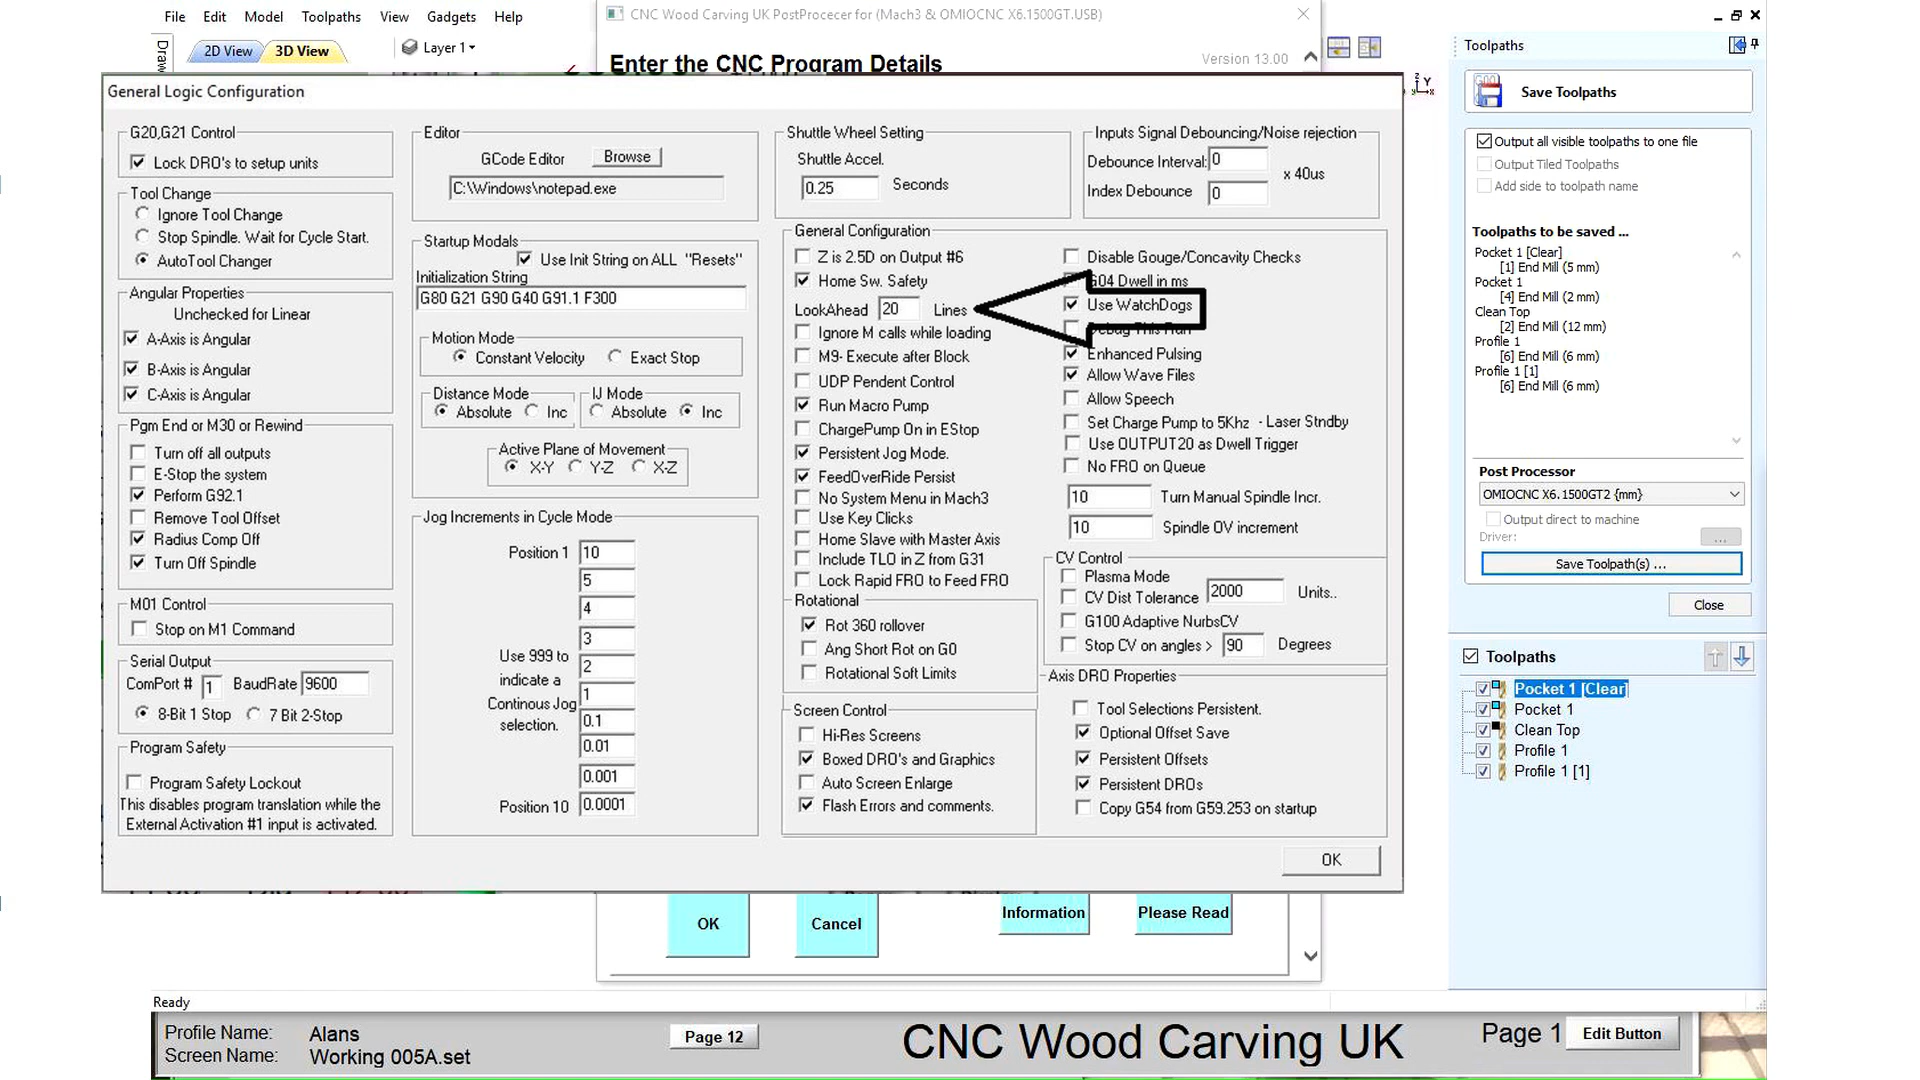 File Edit Model Toolpaths View Gadgets Help
2D View 3D View Layer 1
CNC Wood Carving UK PostProcecer for (Mach3 & OMIOCNC X6.1500GT.USB)
Enter the CNC Program Details
Version 13.00
General Logic Configuration
G20,G21 Control
Lock DRO's to setup units
Tool Change
Ignore Tool Change
Stop Spindle. Wait for Cycle Start.
AutoTool Changer
Angular Properties
Unchecked for Linear
A-Axis is Angular
B-Axis is Angular
C-Axis is Angular
Pgm End or M30 or Rewind
Turn off all outputs
E-Stop the system
Perform G92.1
Remove Tool Offset
Radius Comp Off
Turn Off Spindle
M01 Control
Stop on M1 Command
Serial Output
ComPort # 1 BaudRate 9600
8-Bit 1 Stop 7 Bit 2-Stop
Program Safety
Program Safety Lockout
This disables program translation while the
External Activation #1 input is activated.
Editor
GCode Editor Browse
C:\Windows\notepad.exe
Startup Modals
Use Init String on ALL "Resets"
Initialization String
G80 G21 G90 G40 G91.1 F300
Motion Mode
Constant Velocity Exact Stop
Distance Mode
Absolute Inc
IJ Mode
Absolute Inc
Active Plane of Movement
X-Y Y-Z X-Z
Jog Increments in Cycle Mode
Position 1 10
5
4
3
Use 999 to
indicate a
Continous Jog
selection.
2
1
0.1
0.01
0.001
Position 10 0.0001
Shuttle Wheel Setting
Shuttle Accel.
0.25 Seconds
Inputs Signal Debouncing/Noise rejection
Debounce Interval: 0
x 40us
Index Debounce 0
General Configuration
Z is 2.5D on Output #6
Home Sw. Safety
LookAhead 20 Lines
Ignore M calls while loading
M9- Execute after Block
UDP Pendent Control
Run Macro Pump
ChargePump On in EStop
Persistent Jog Mode.
FeedOverRide Persist
No System Menu in Mach3
Use Key Clicks
Home Slave with Master Axis
Include TLO in Z from G31
Lock Rapid FRO to Feed FRO
Disable Gouge/Concavity Checks
G04 Dwell in ms
Use WatchDogs
Debug This Run
Enhanced Pulsing
Allow Wave Files
Allow Speech
Set Charge Pump to 5Khz - Laser Stndby
Use OUTPUT20 as Dwell Trigger
No FRO on Queue
10 Turn Manual Spindle Incr.
10 Spindle OV increment
CV Control
Plasma Mode
CV Dist Tolerance 2000 Units..
G100 Adaptive NurbsCV
Stop CV on angles > 90 Degrees
Rotational
Rot 360 rollover
Ang Short Rot on G0
Rotational Soft Limits
Screen Control
Hi-Res Screens
Boxed DRO's and Graphics
Auto Screen Enlarge
Flash Errors and comments.
Axis DRO Properties
Tool Selections Persistent.
Optional Offset Save
Persistent Offsets
Persistent DROs
Copy G54 from G59.253 on startup
OK
OK Cancel Information Please Read
Toolpaths
Save Toolpaths
Output all visible toolpaths to one file
Output Tiled Toolpaths
Add side to toolpath name
Toolpaths to be saved ...
Pocket 1 [Clear]
[1] End Mill (5 mm)
Pocket 1
[4] End Mill (2 mm)
Clean Top
[2] End Mill (12 mm)
Profile 1
[6] End Mill (6 mm)
Profile 1 [1]
[6] End Mill (6 mm)
Post Processor
OMIOCNC X6.1500GT2 {mm}
Output direct to machine
Driver: ...
Save Toolpath(s) ...
Close
Toolpaths
Pocket 1 [Clear]
Pocket 1
Clean Top
Profile 1
Profile 1 [1]
Ready
Profile Name: Alans
Screen Name: Working 005A.set
Page 12
CNC Wood Carving UK
Page 1 Edit Button